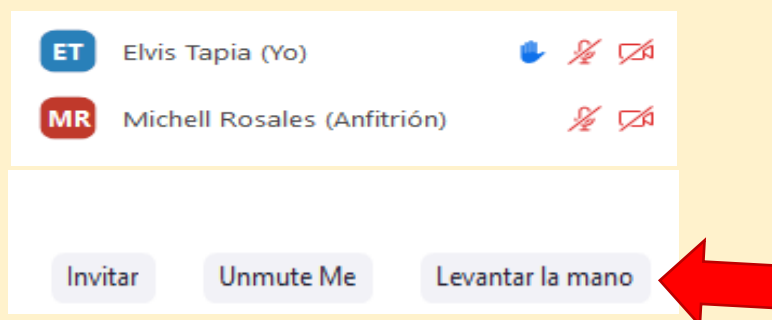 ET Elvis Tapia (Yo)
MR Michell Rosales (Anfitrión)
Invitar Unmute Me Levantar la mano